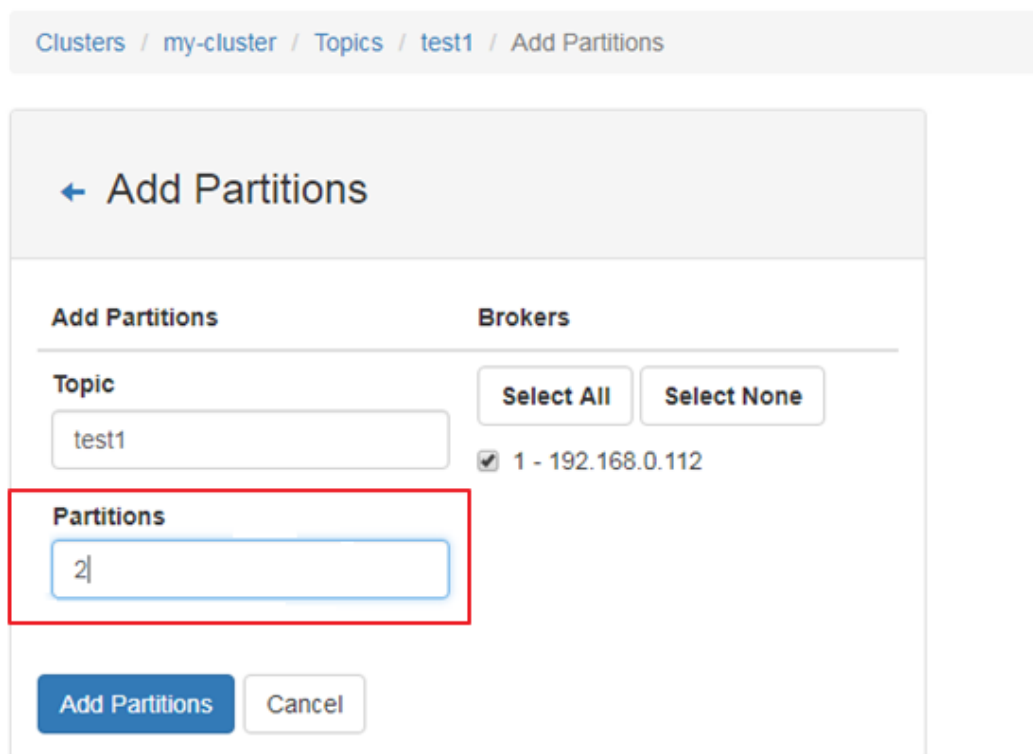 Clusters / my-cluster / Topics / test1 / Add Partitions
Add Partitions
Add Partitions
Brokers
Topic
Select All
Select None
test1
1 - 192.168.0.112
Partitions
2
Add Partitions
Cancel